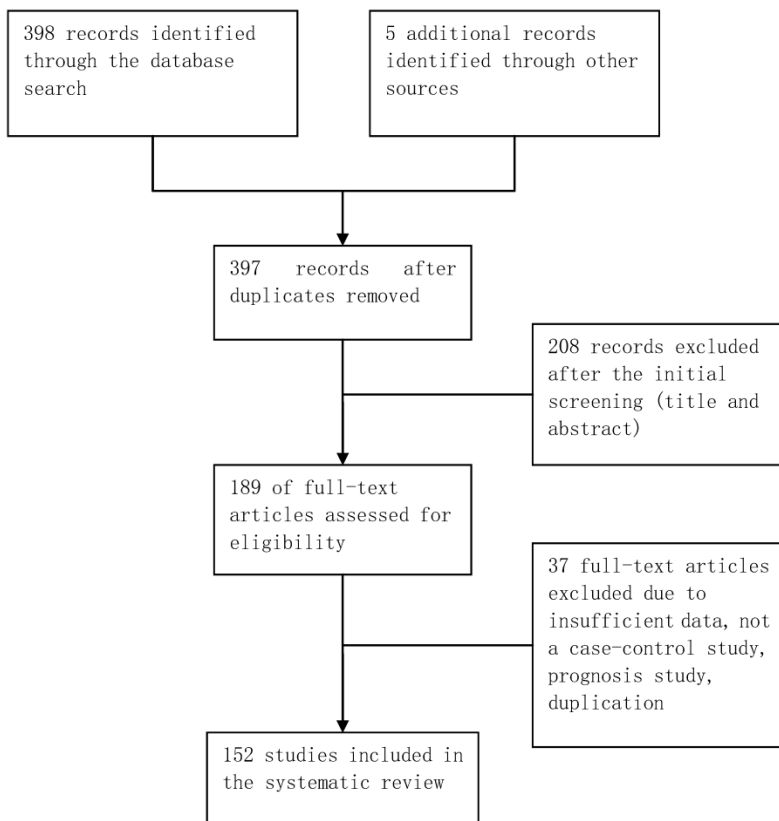 398 records identified
through the database
search
5 additional records
identified through other
sources
397 records after
duplicates removed
208 records excluded
after the initial
screening (title and
abstract)
189 of full-text
articles assessed for
eligibility
37 full-text articles
excluded due to
insufficient data, not
a case-control study,
prognosis study,
duplication
152 studies included in
the systematic review